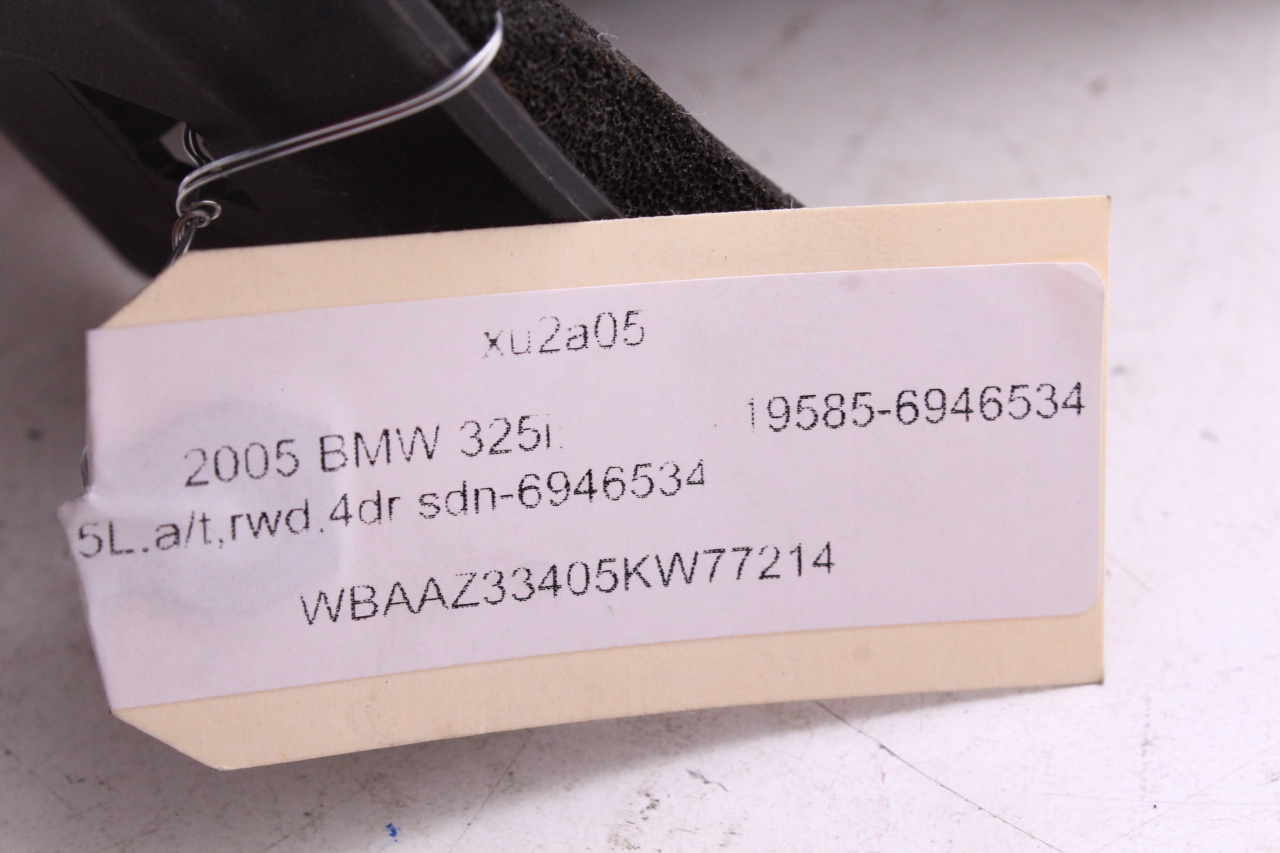 xu2a05
2005 BMW 325i 19585-6946534
5L.a/t,rwd,4dr sdn-6946534
WBAAZ33405KW77214